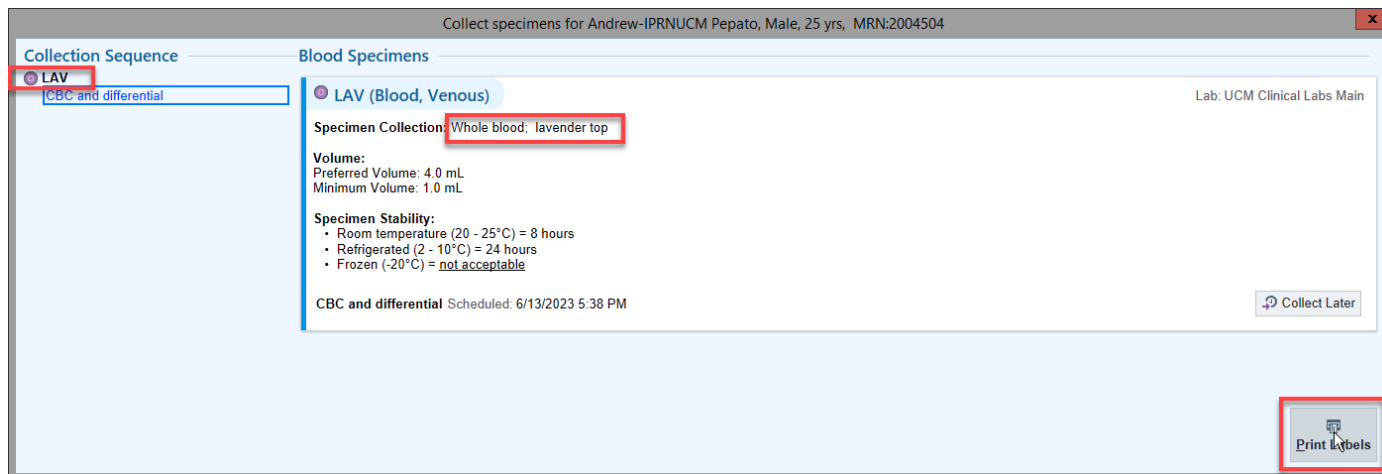 Collect specimens for Andrew-IPRNUCM Pepato, Male, 25 yrs, MRN:2004504
x
Collection Sequence
LAV
CBC and differential
Blood Specimens
LAV (Blood, Venous)
Lab: UCM Clinical Labs Main
Specimen Collection: Whole blood; lavender top
Volume:
Preferred Volume: 4.0 mL
Minimum Volume: 1.0 mL
Specimen Stability:
• Room temperature (20 - 25°C) = 8 hours
• Refrigerated (2 - 10°C) = 24 hours
• Frozen (-20°C) = not acceptable
CBC and differential Scheduled: 6/13/2023 5:38 PM
Collect Later
Print Labels